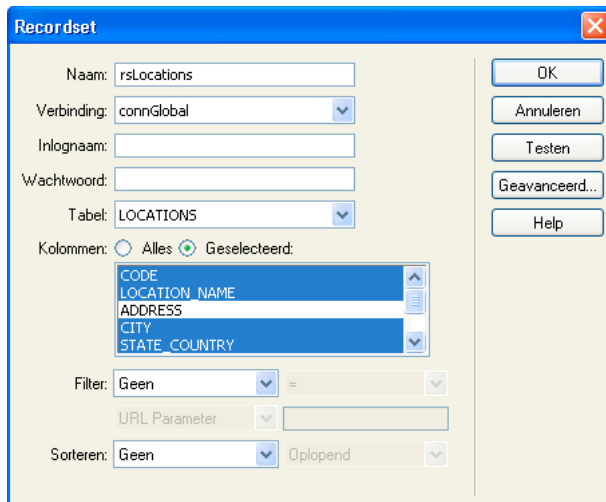 Recordset
Naam: rsLocations
OK
Verbinding: connGlobal
Annuleren
Inlognaam:
Testen
Wachtwoord:
Geavanceerd...
Tabel: LOCATIONS
Help
Kolommen: Alles Geselecteerd:
CODE
LOCATION_NAME
ADDRESS
CITY
STATE_COUNTRY
Filter: Geen =
URL Parameter
Sorteren: Geen Oplopend